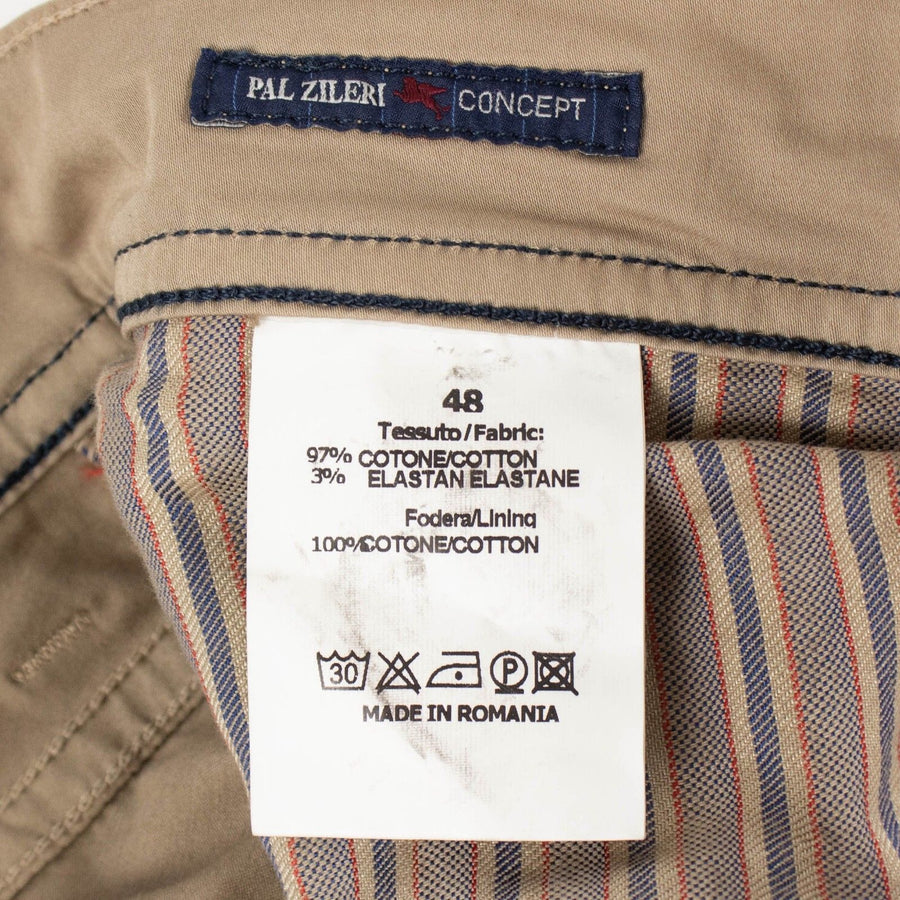 PAL ZILERI CONCEPT
48
Tessuto/Fabric:
97% COTONE/COTTON
3% ELASTAN ELASTANE
Fodera/Lining
100%COTONE/COTTON
30 P
MADE IN ROMANIA